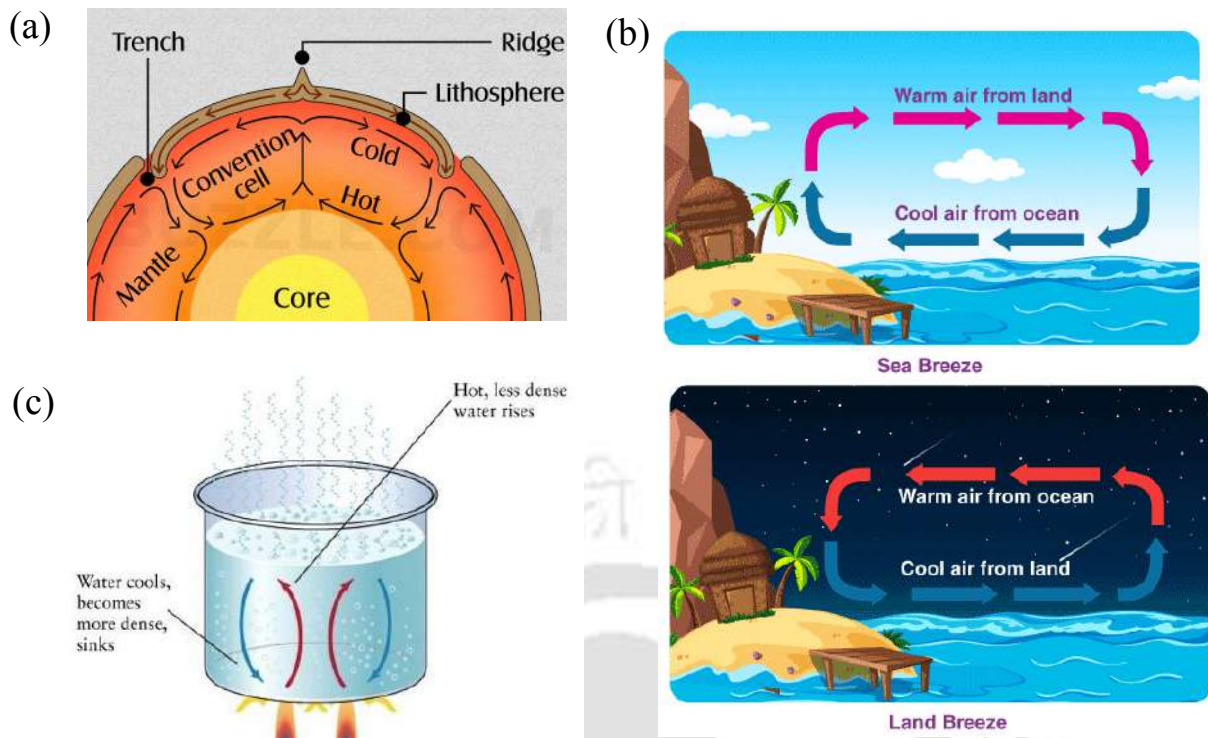 (a)
Trench
Ridge
Lithosphere
Convention
cell
Cold
Hot
Mantle
Core
(b)
Warm air from land
Cool air from ocean
Sea Breeze
(c)
Hot, less dense
water rises
Water cools,
becomes
more dense,
sinks
Warm air from ocean
Cool air from land
Land Breeze